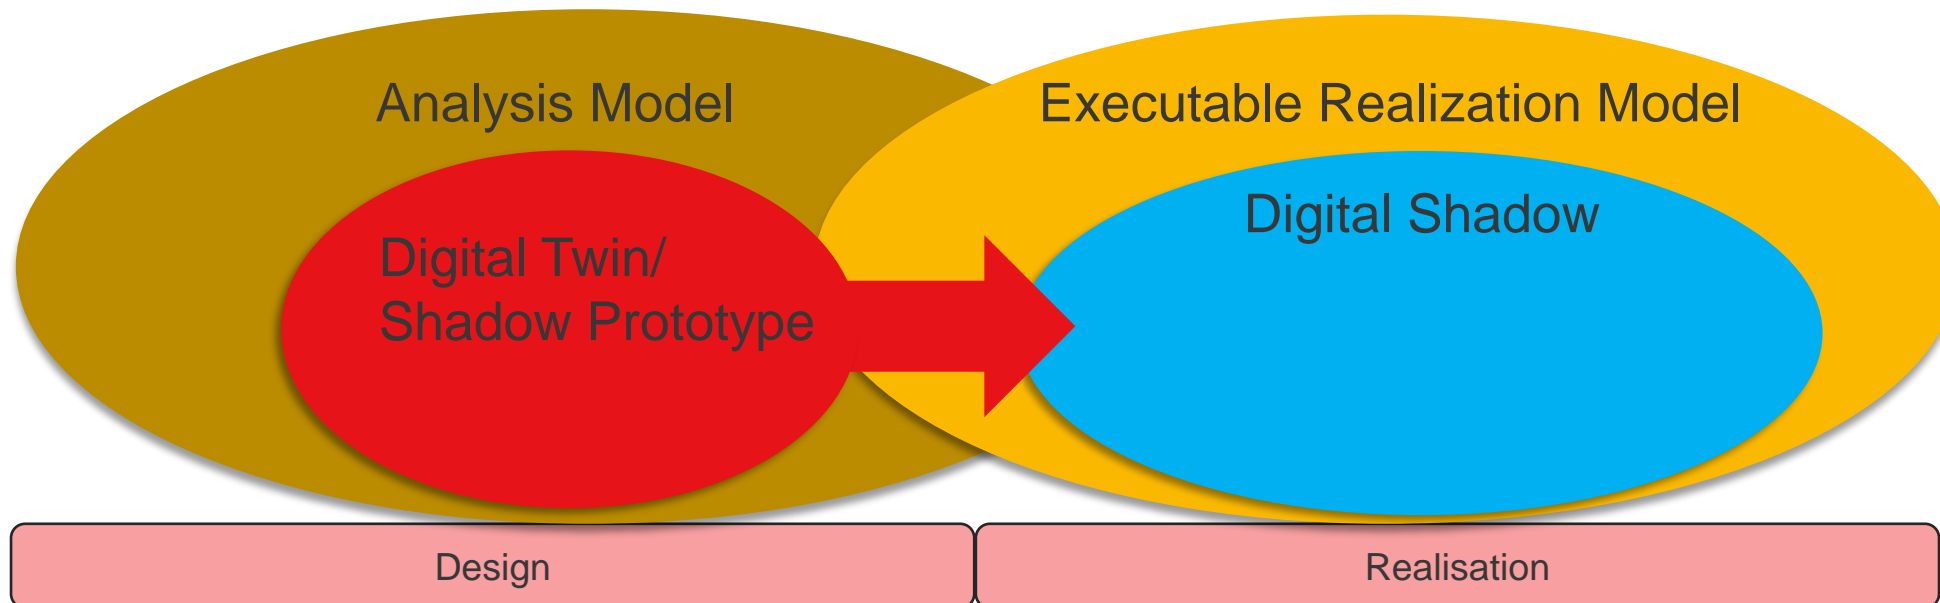 Analysis Model
Executable Realization Model
Digital Twin/
Shadow Prototype
Digital Shadow
Design
Realisation